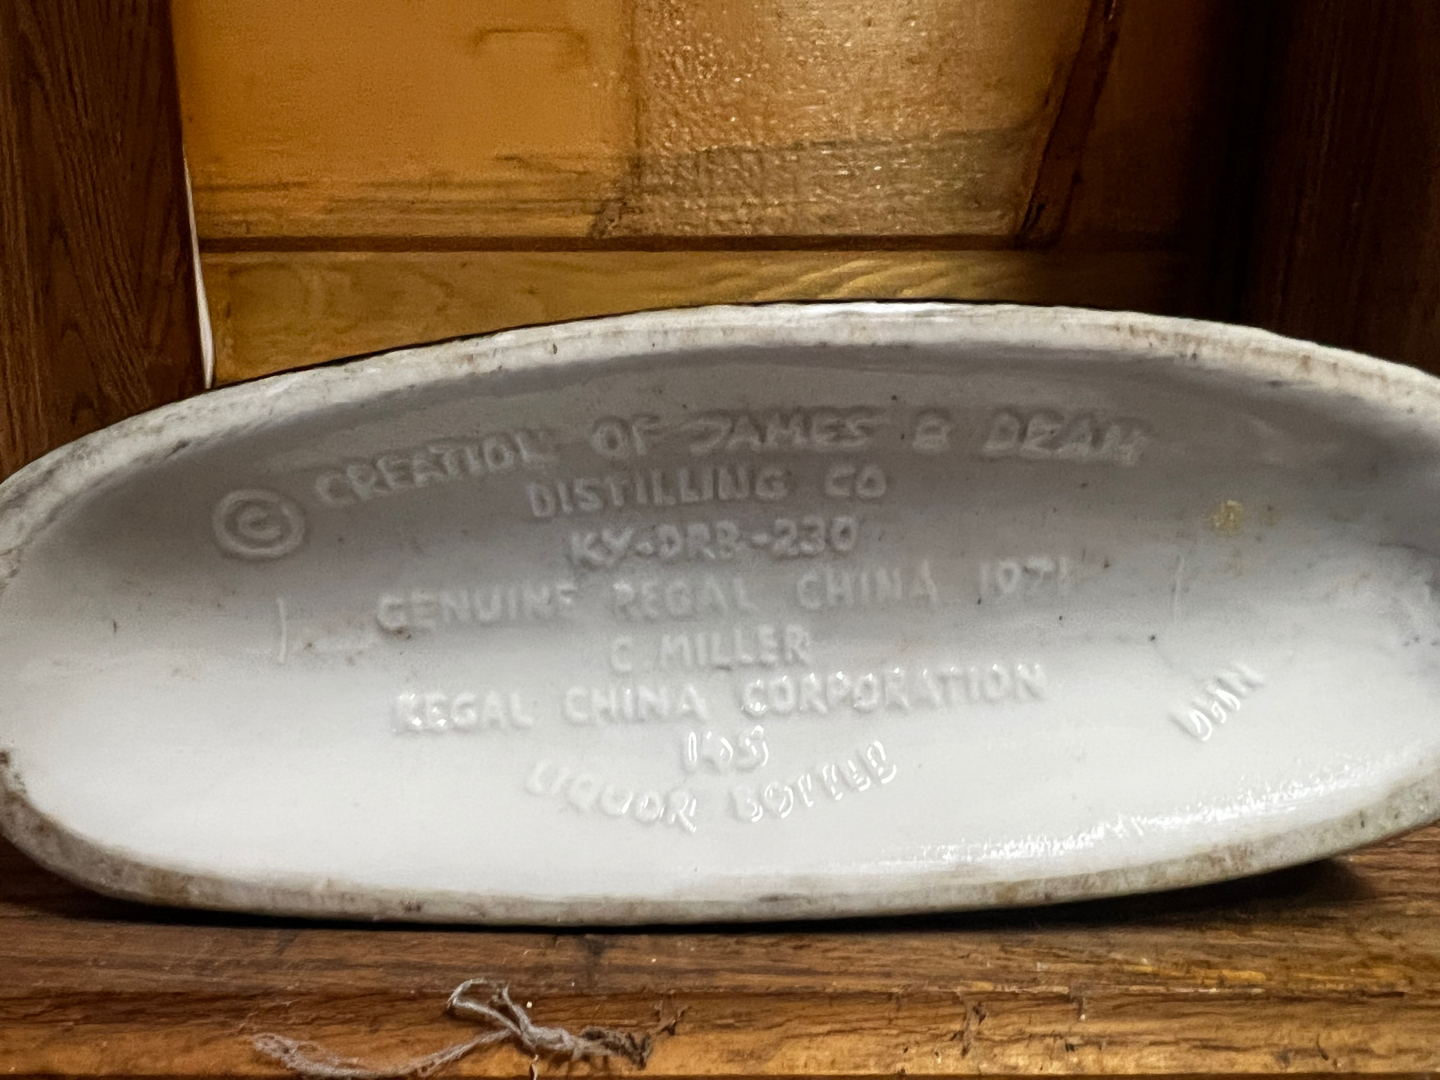 © CREATION OF JAMES B BEAM
DISTILLING CO
KY-DRB-230
GENUINE REGAL CHINA 1971
C MILLER
REGAL CHINA CORPORATION
LIQUOR BOTTLE